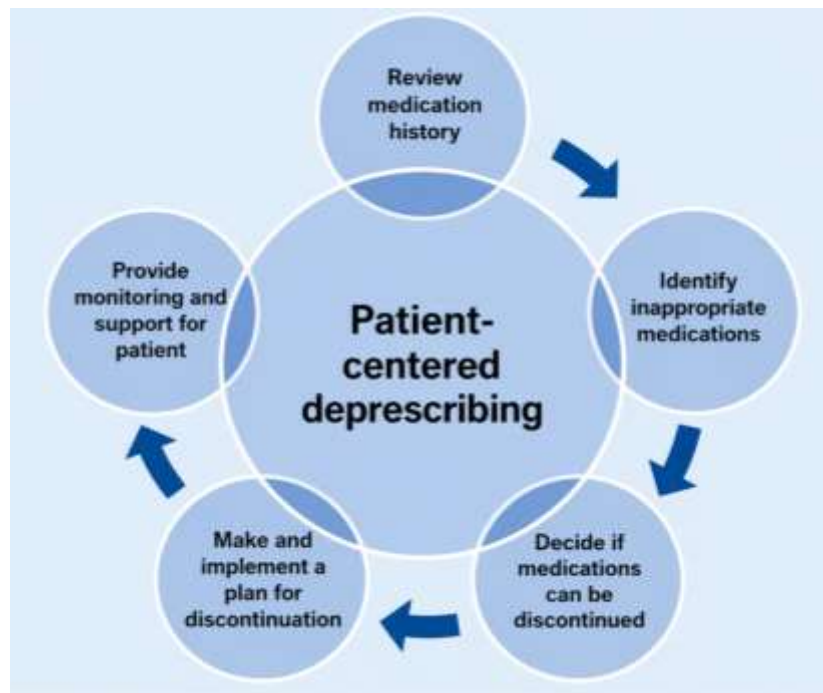 Review
medication
history
Identify
inappropriate
medications
Decide if
medications
can be
discontinued
Make and
implement a
plan for
discontinuation
Provide
monitoring and
support for
patient
Patient-
centered
deprescribing